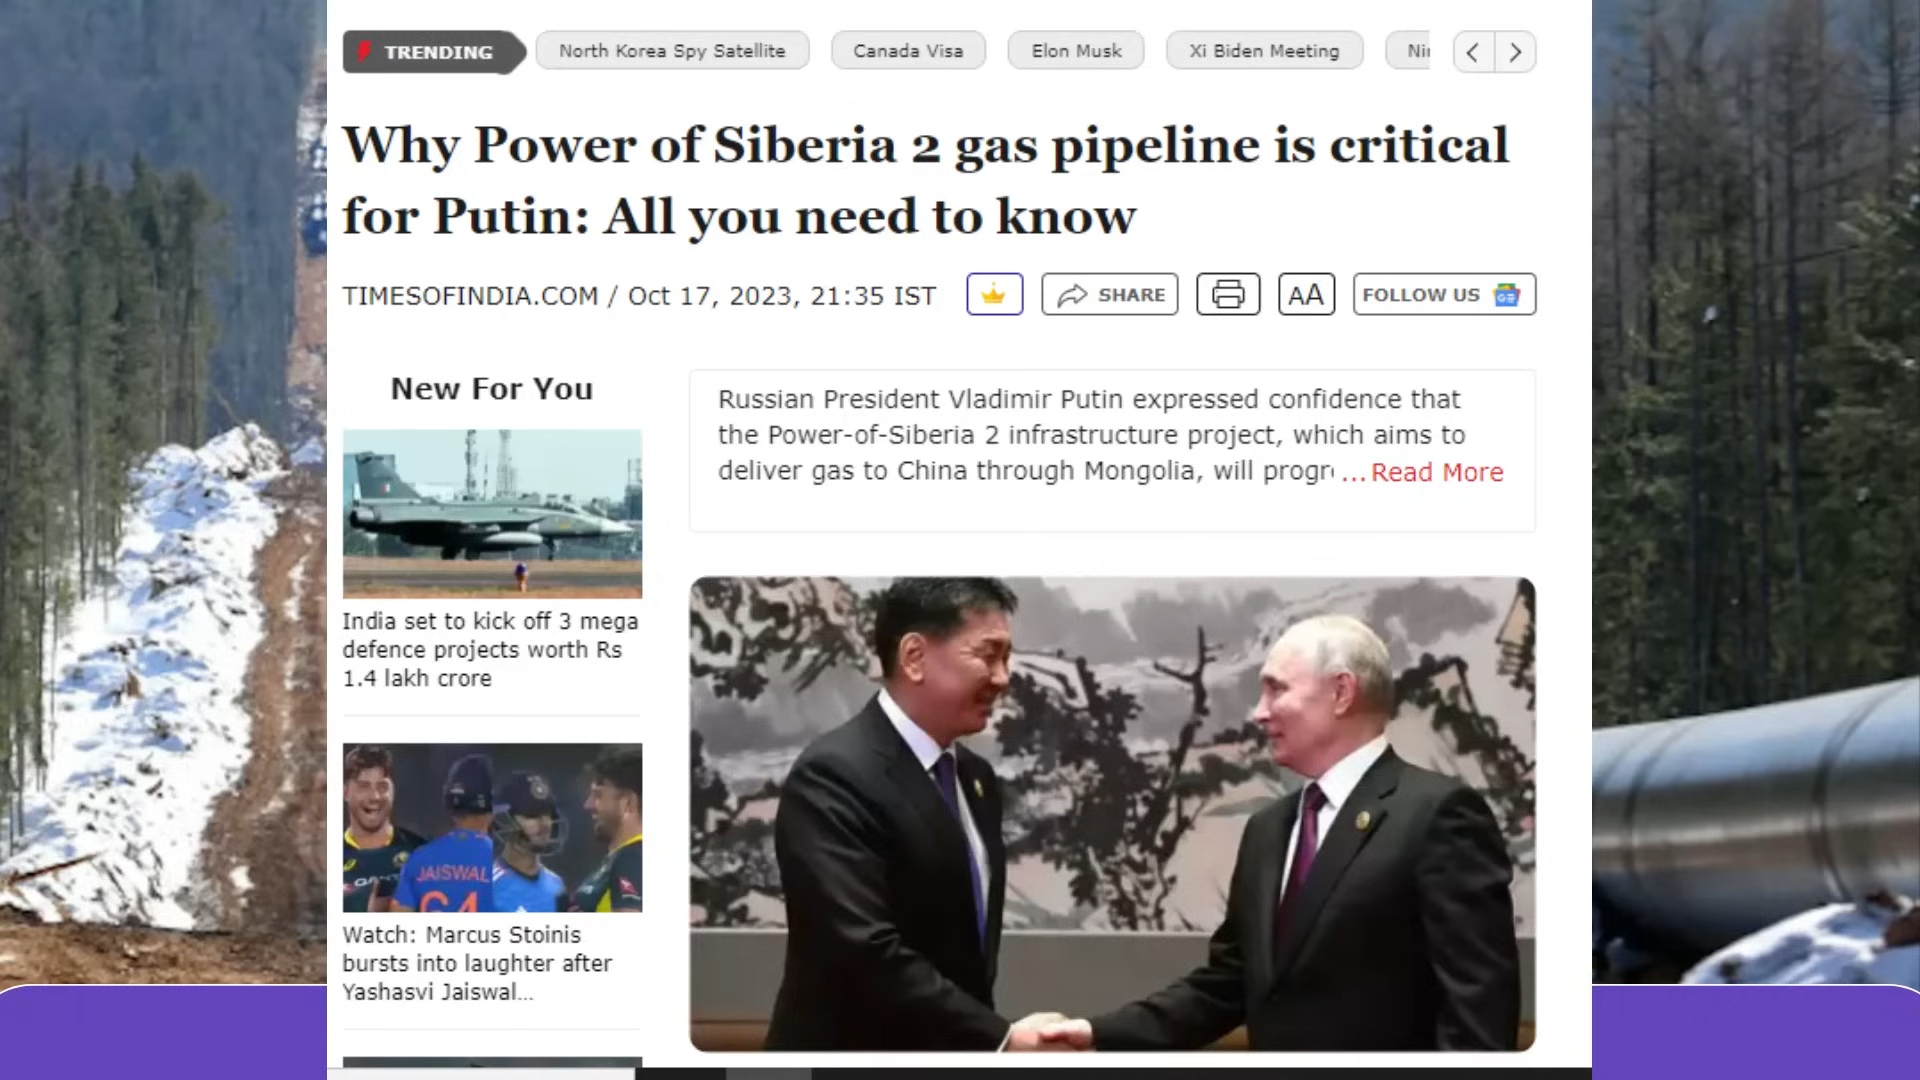 TRENDING
North Korea Spy Satellite
Canada Visa
Elon Musk
Xi Biden Meeting
Why Power of Siberia 2 gas pipeline is critical
for Putin: All you need to know
TIMESOFINDIA.COM / Oct 17, 2023, 21:35 IST
SHARE
AA
FOLLOW US
New For You
India set to kick off 3 mega
defence projects worth Rs
1.4 lakh crore
JAISWAL
64
Watch: Marcus Stoinis
bursts into laughter after
Yashasvi Jaiswal...
Russian President Vladimir Putin expressed confidence that
the Power-of-Siberia 2 infrastructure project, which aims to
deliver gas to China through Mongolia, will progr ... Read More